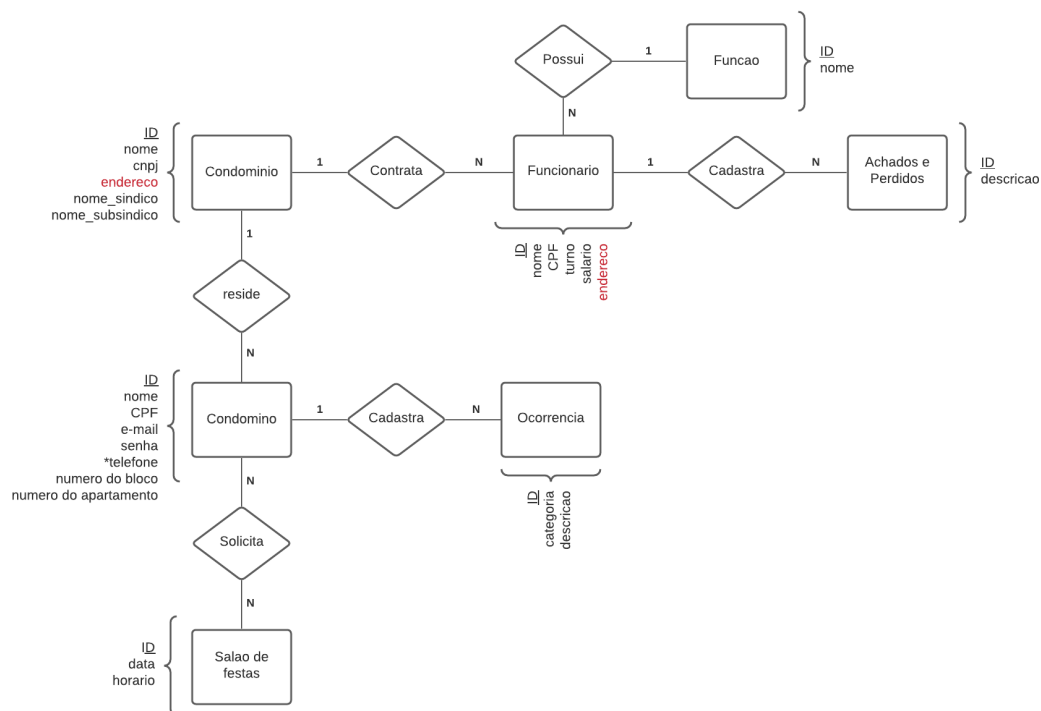 Possui
1
Funcao
ID
nome
N
ID
nome
cnpj
endereco
nome_sindico
nome_subsindico
Condominio
1
Contrata
N
Funcionario
1
Cadastra
N
Achados e
Perdidos
ID
descricao
ID
nome
CPF
turno
salario
endereco
1
reside
N
ID
nome
CPF
e-mail
senha
*telefone
numero do bloco
numero do apartamento
Condomino
1
Cadastra
N
Ocorrencia
ID
categoria
descricao
N
Solicita
N
ID
data
horario
Salao de
festas